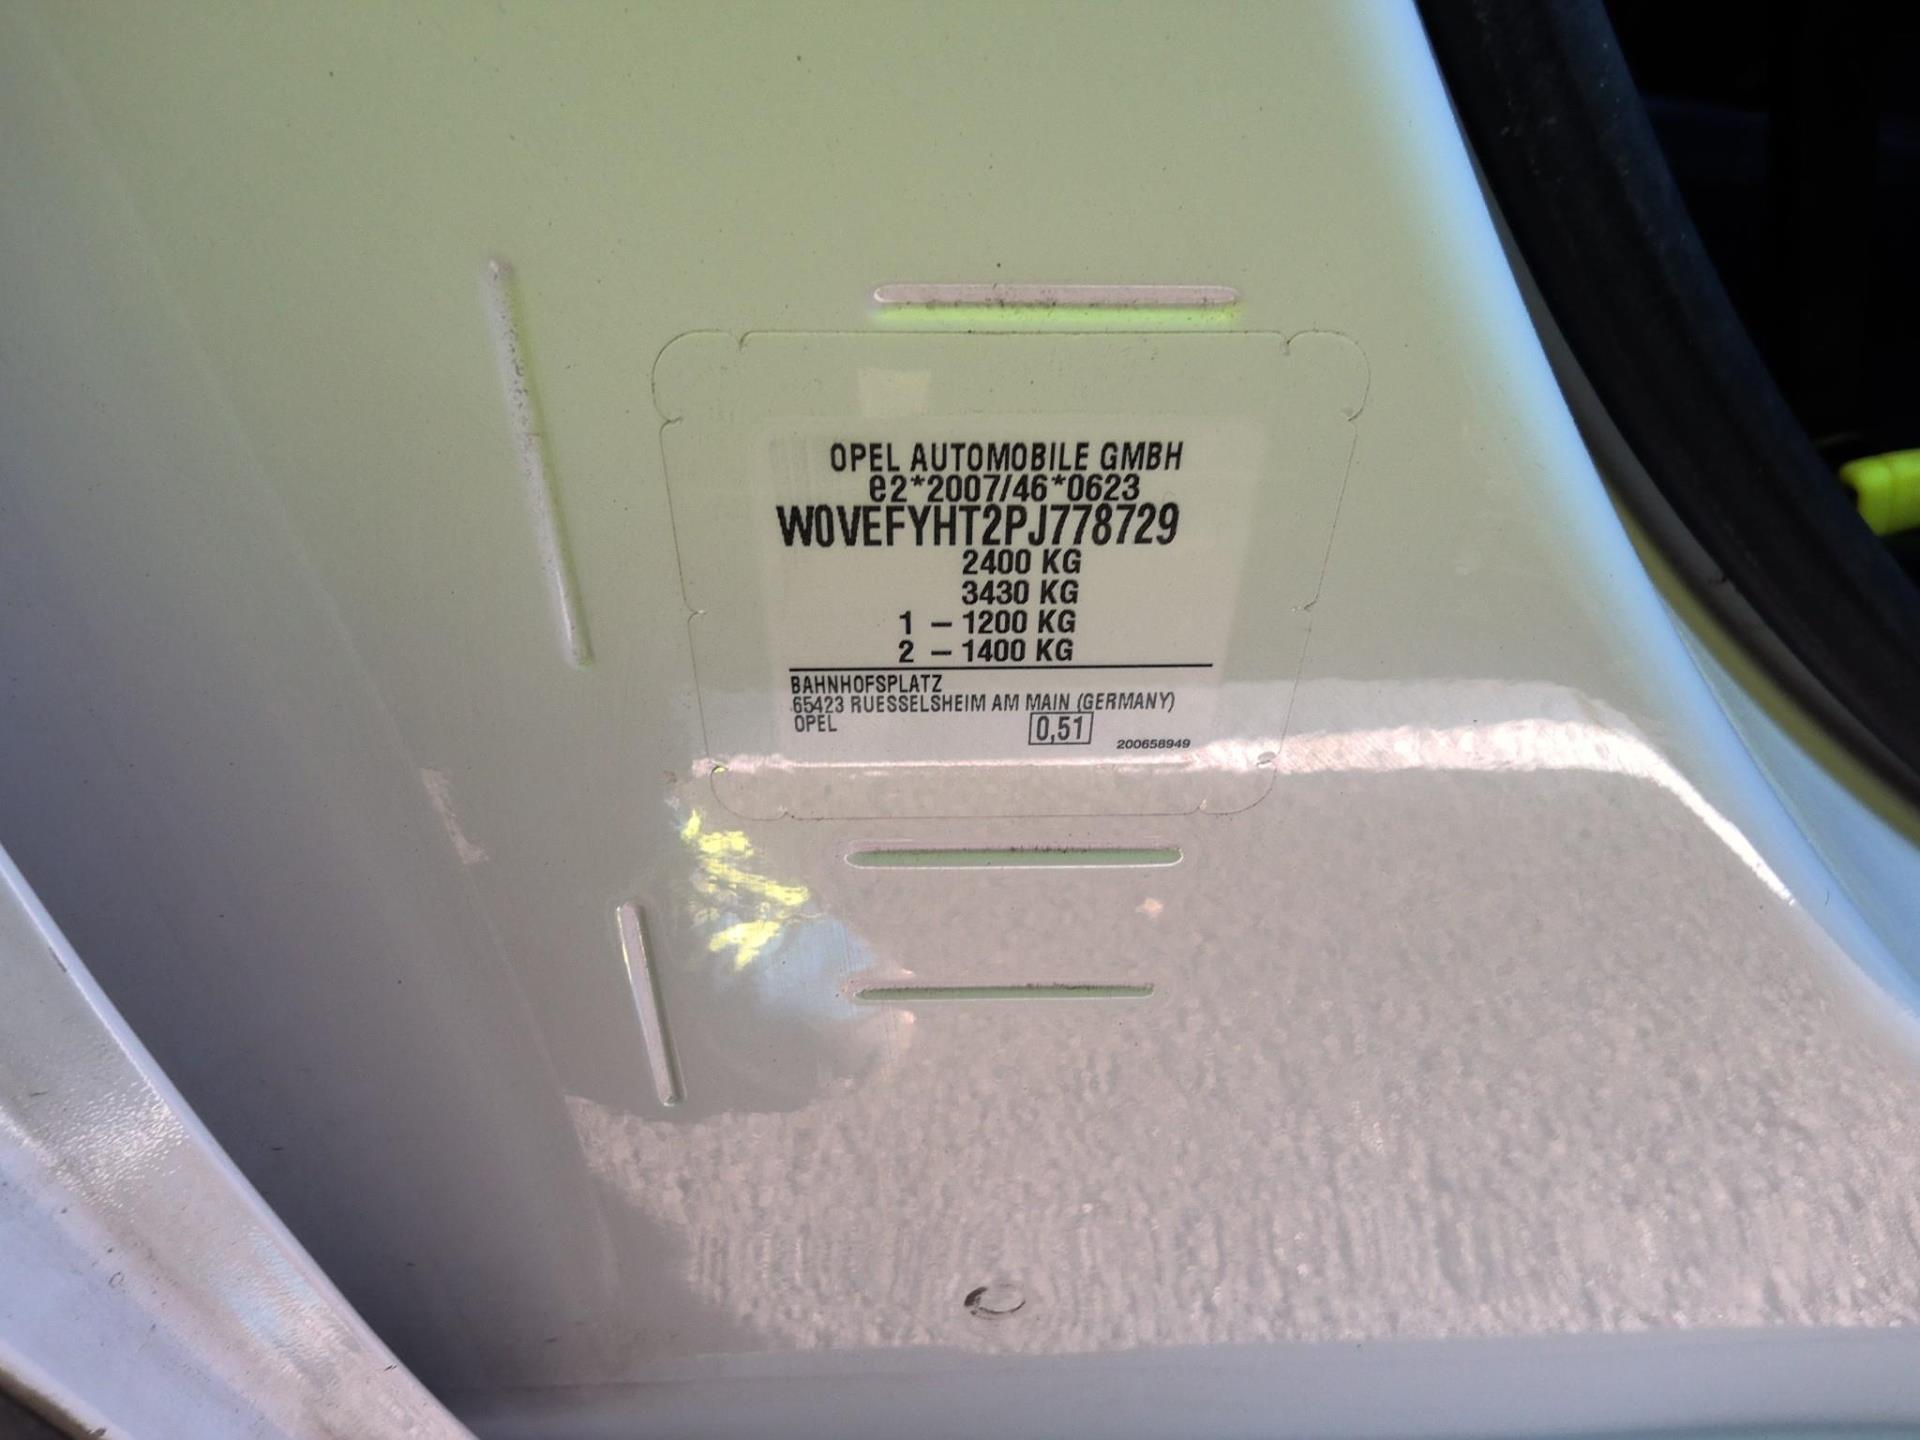 OPEL AUTOMOBILE GMBH
e2*2007/46*0623
W0VEFYHT2PJ778729
2400 KG
3430 KG
1 – 1200 KG
2 – 1400 KG
BAHNHOFSPLATZ
65423 RUESSELSHEIM AM MAIN (GERMANY)
OPEL 0,51 200658949